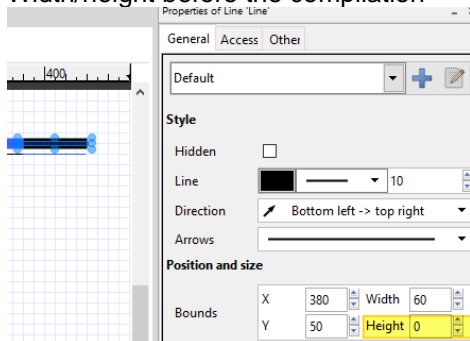 Width/height before the compilation
Properties of Line 'Line'
General Access Other
400
Default
Style
Hidden
Line 10
Direction Bottom left -> top right
Arrows
Position and size
Bounds X 380 Width 60
Y 50 Height 0